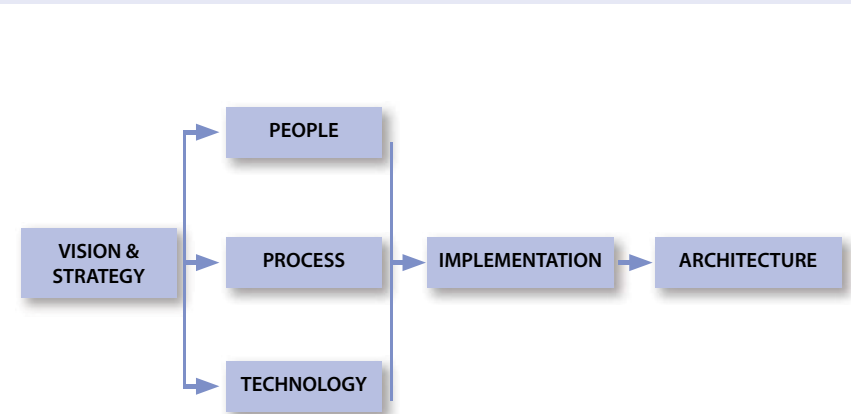 PEOPLE
VISION &
STRATEGY
PROCESS
IMPLEMENTATION
ARCHITECTURE
TECHNOLOGY